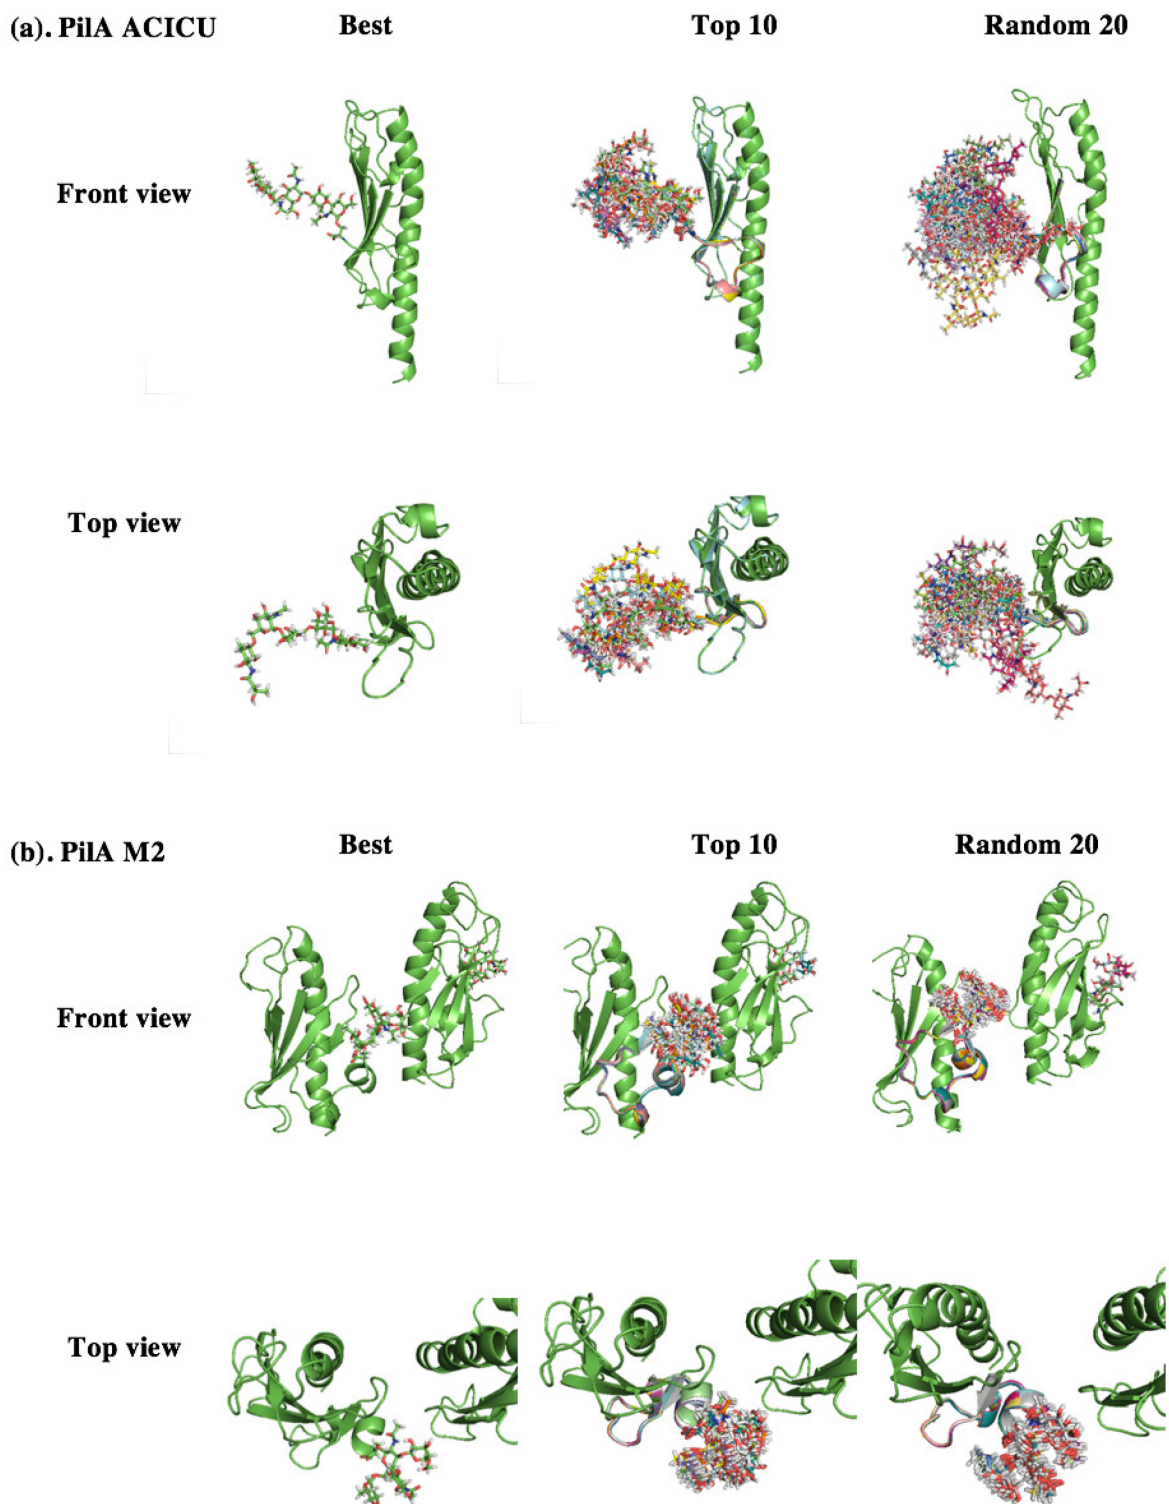 (a). PilA ACICU Best Top 10 Random 20
Front view
Top view
(b). PilA M2 Best Top 10 Random 20
Front view
Top view